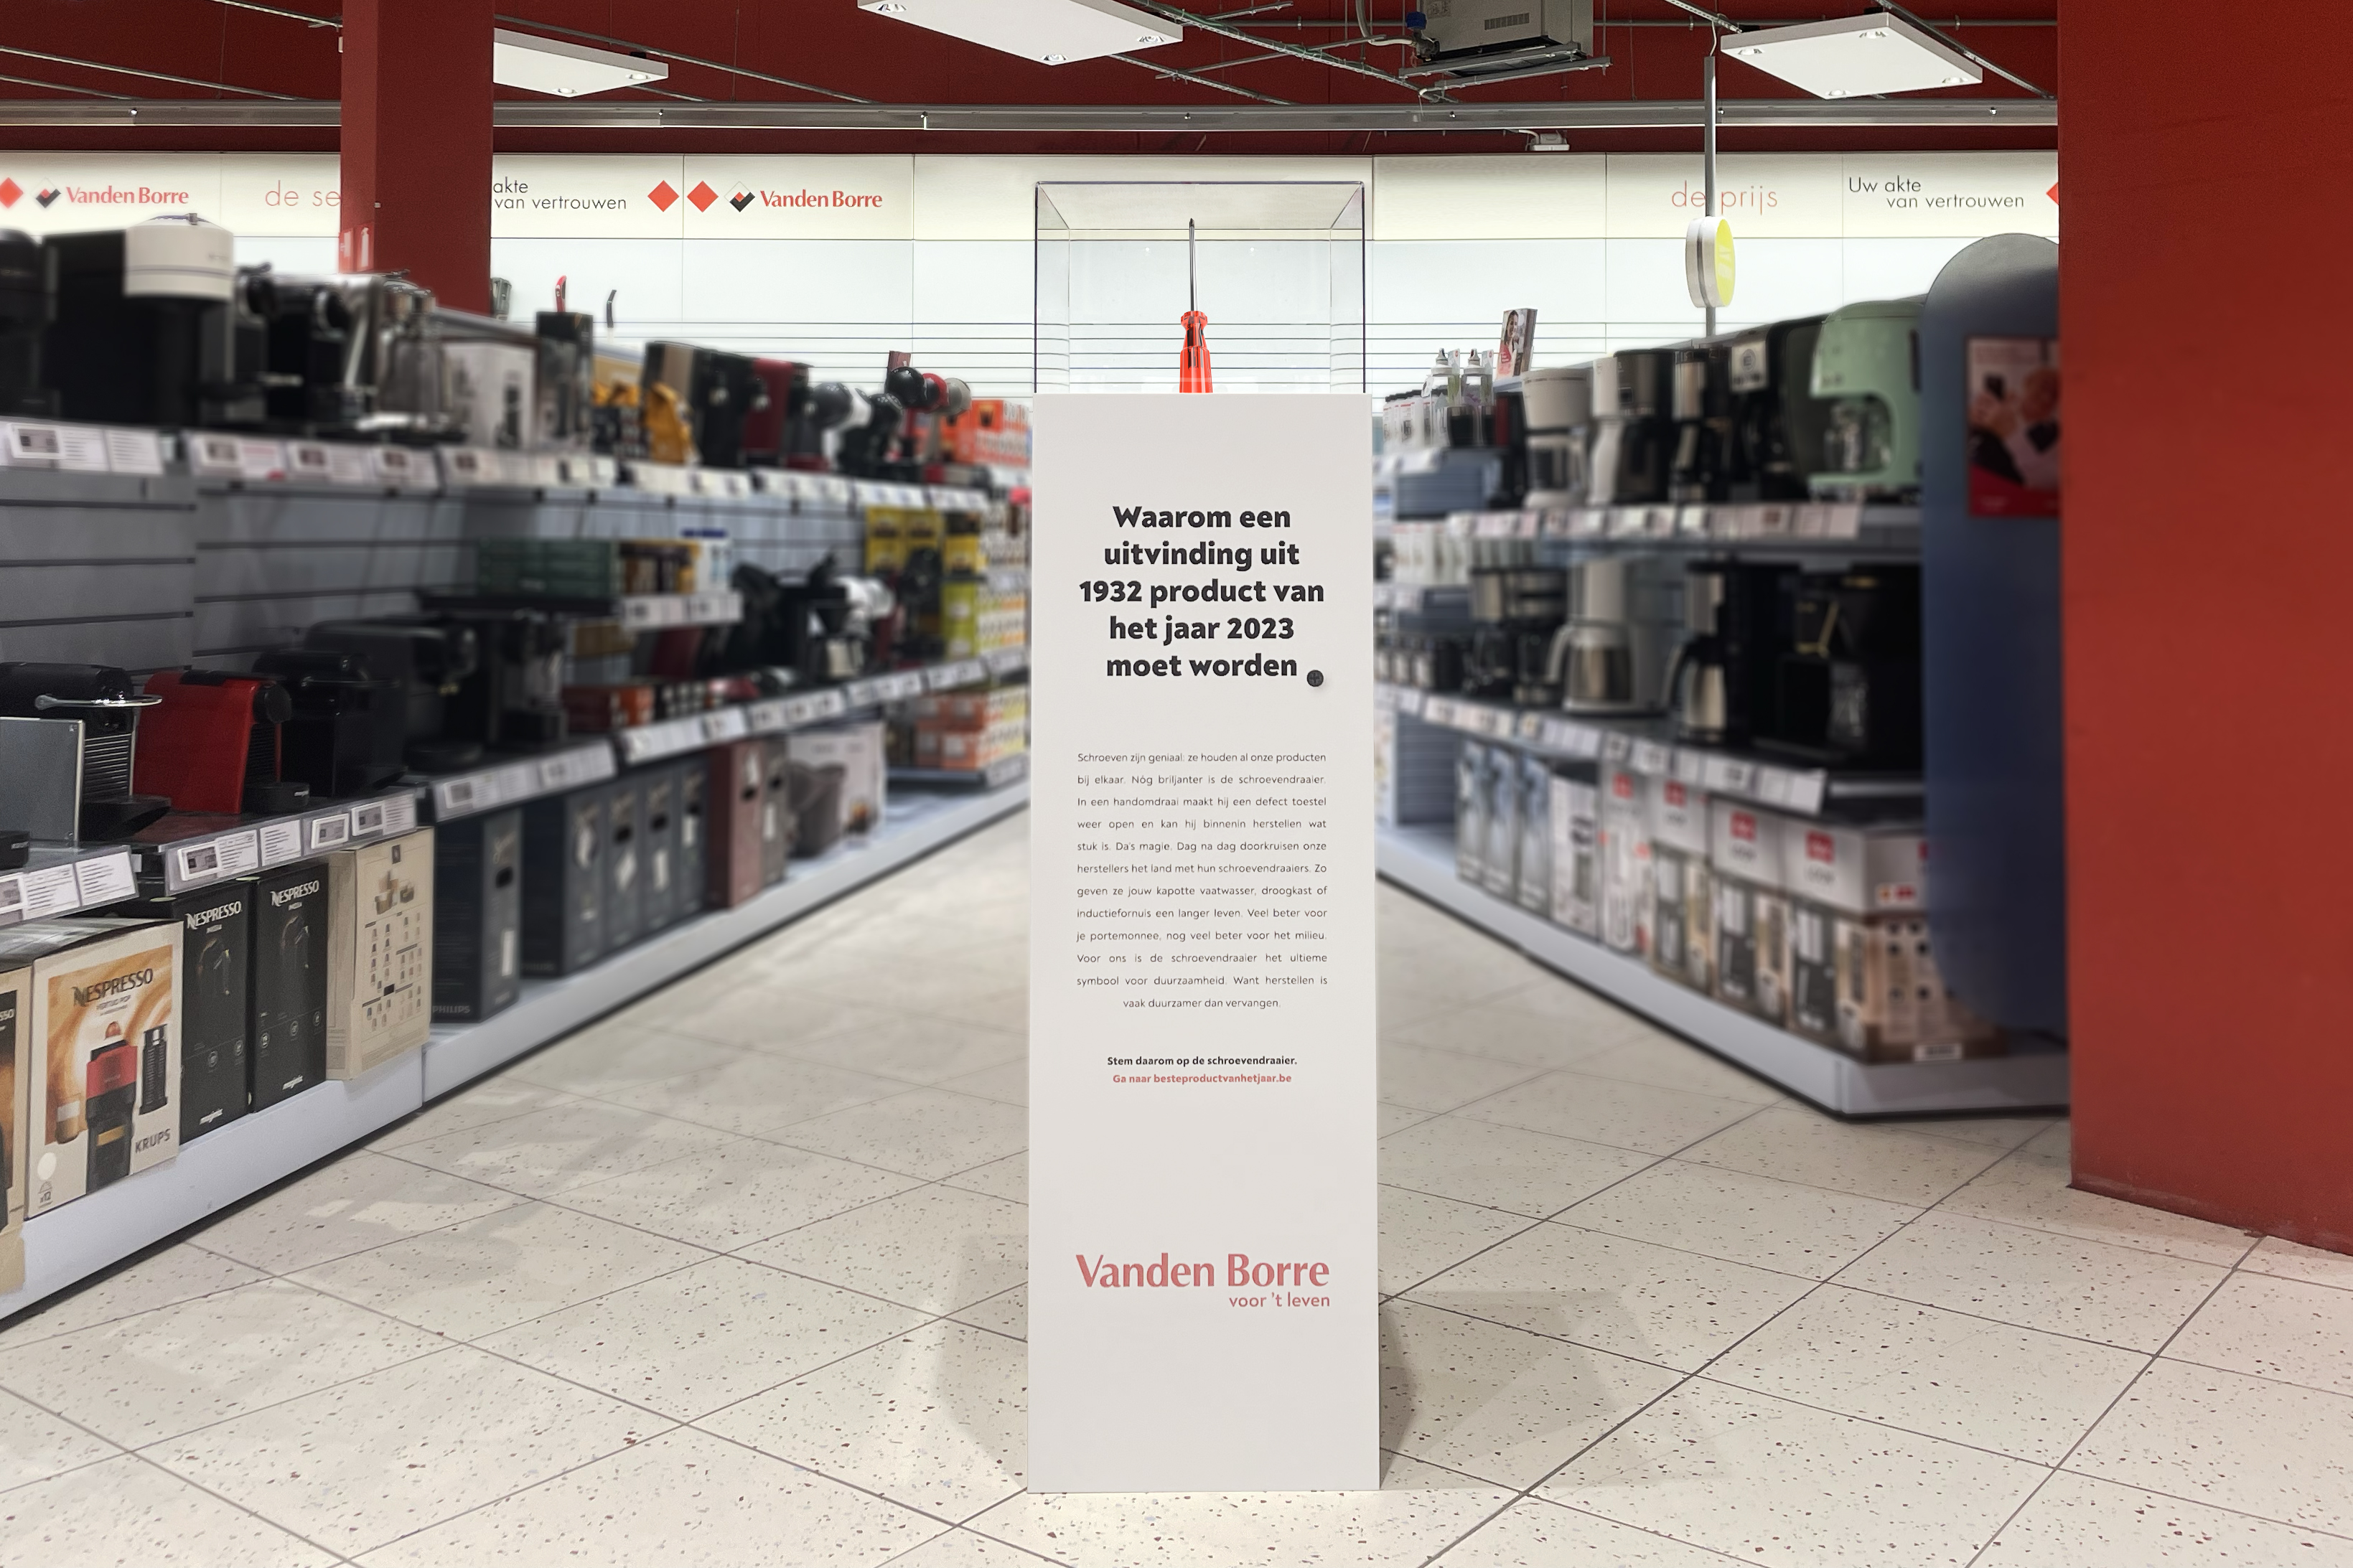 Vanden Borre
de se
akte
van vertrouwen
Vanden Borre
de prijs
Uw akte
van vertrouwen
Waarom een
uitvinding uit
1932 product van
het jaar 2023
moet worden
Schroeven zijn geniaal: ze houden al onze producten
bij elkaar. Nóg briljanter is de schroevendraaier.
In een handomdraai maakt hij een defect toestel
weer open en kan hij binnenin herstellen wat
stuk is. Da's magie. Dag na dag doorkruisen onze
herstellers het land met hun schroevendraaiers. Zo
geven ze jouw kapotte vaatwasser, droogkast of
inductiefornuis een langer leven. Veel beter voor
je portemonnee, nog veel beter voor het milieu.
Voor ons is de schroevendraaier het ultieme
symbool voor duurzaamheid. Want herstellen is
vaak duurzamer dan vervangen.
Stem daarom op de schroevendraaier.
Ga naar besteproductvanhetjaar.be
Vanden Borre
voor 't leven
NESPRESSO
NESPRESSO
NESPRESSO
KRUPS
magimix
magimix
PHILIPS